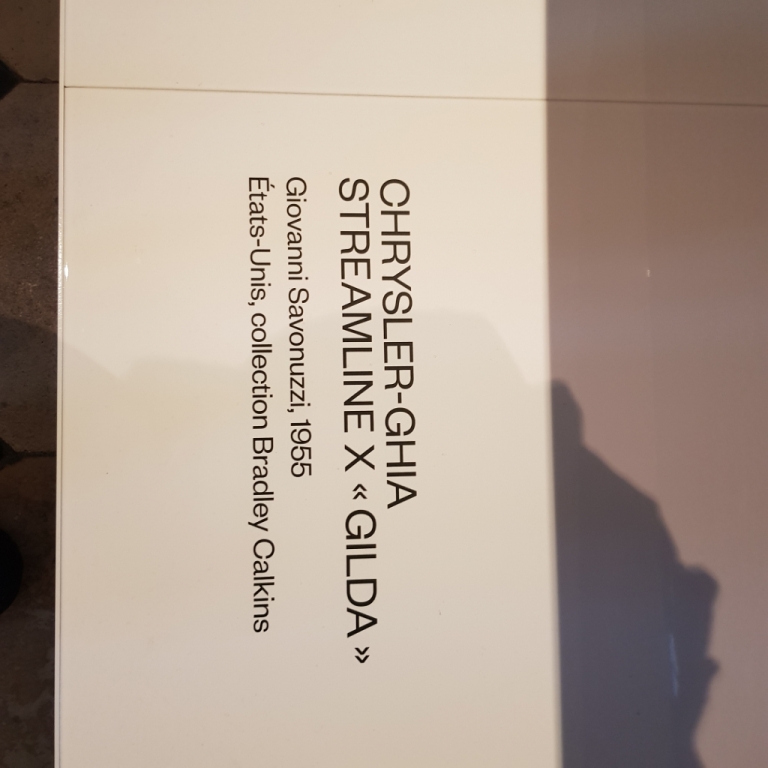 CHRYSLER-GHIA
STREAMLINE X « GILDA »
Giovanni Savonuzzi, 1955
États-Unis, collection Bradley Calkins